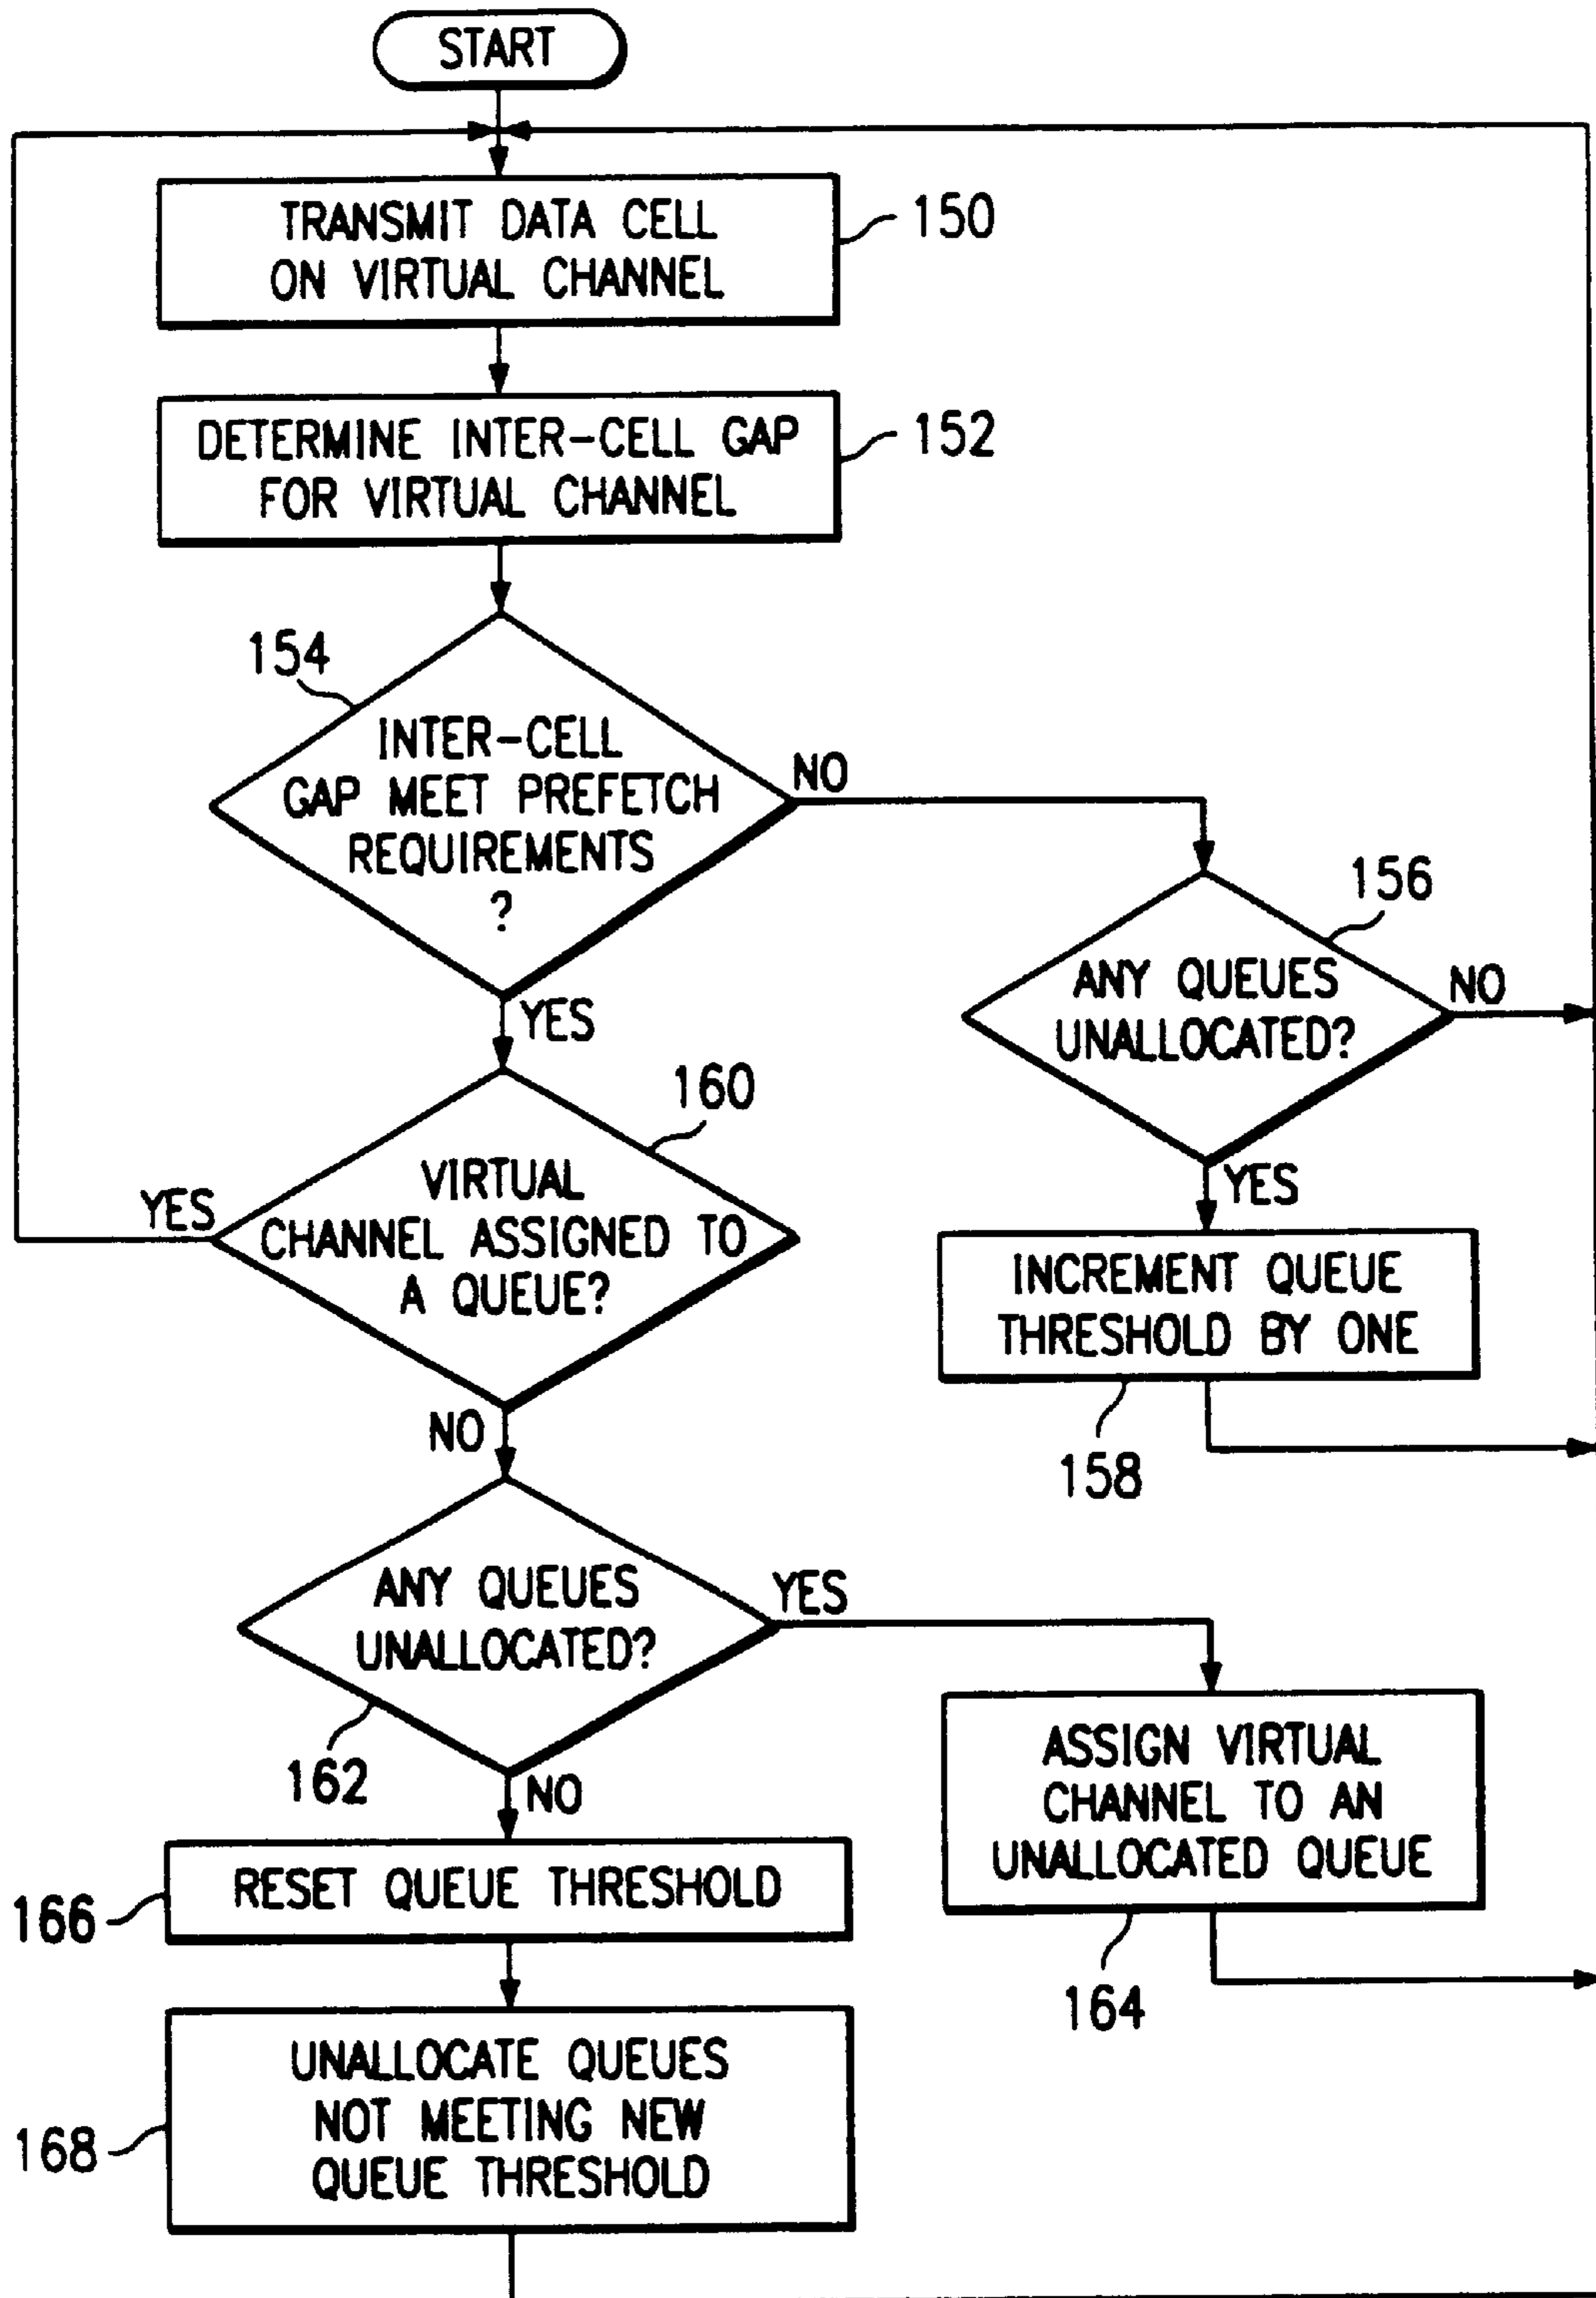 START
TRANSMIT DATA CELL
ON VIRTUAL CHANNEL
150
DETERMINE INTER-CELL GAP
FOR VIRTUAL CHANNEL
152
154
INTER-CELL
GAP MEET PREFETCH
REQUIREMENTS
?
NO
YES
156
ANY QUEUES
UNALLOCATED?
NO
YES
160
VIRTUAL
CHANNEL ASSIGNED TO
A QUEUE?
YES
NO
INCREMENT QUEUE
THRESHOLD BY ONE
158
ANY QUEUES
UNALLOCATED?
YES
162
NO
ASSIGN VIRTUAL
CHANNEL TO AN
UNALLOCATED QUEUE
164
RESET QUEUE THRESHOLD
166
UNALLOCATE QUEUES
NOT MEETING NEW
QUEUE THRESHOLD
168